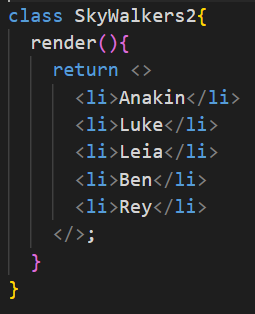 class SkyWalkers2{
  render(){
    return <>
      <li>Anakin</li>
      <li>Luke</li>
      <li>Leia</li>
      <li>Ben</li>
      <li>Rey</li>
    </>;
  }
}